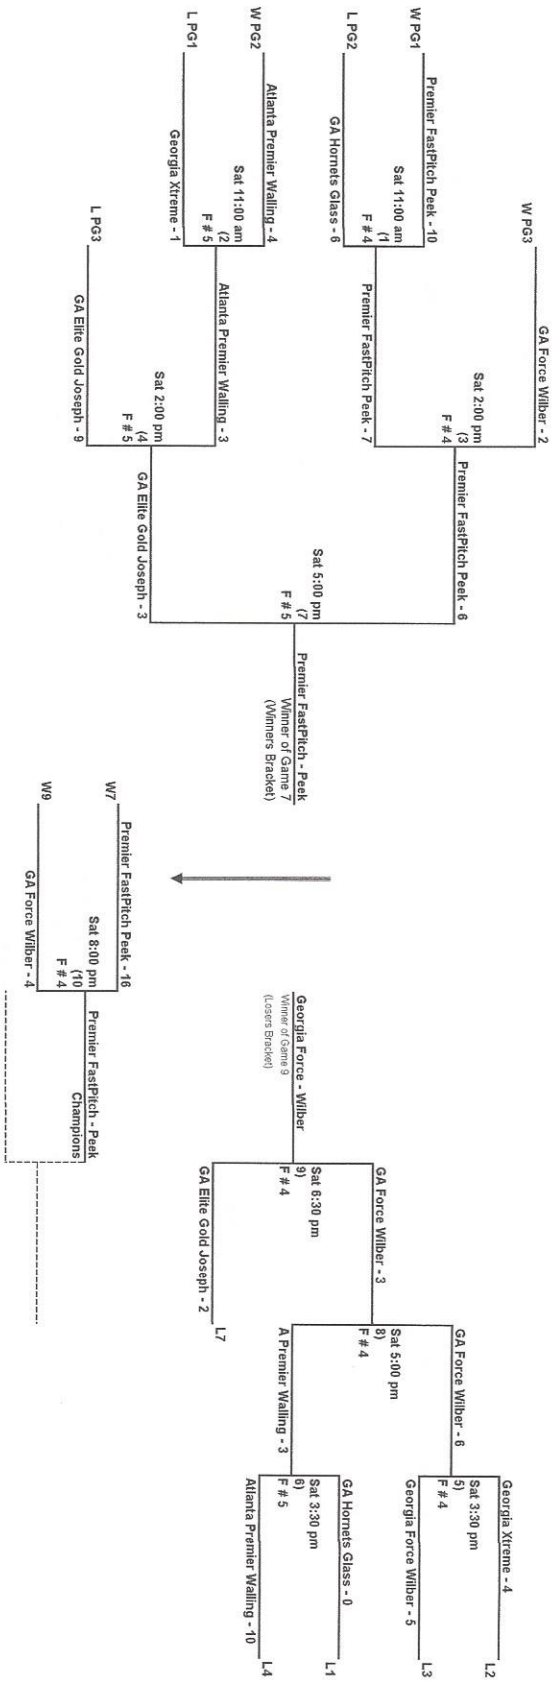 GA Force Wilber - 2
W PG3
Sat 2:00 pm
(3
F # 4
Premier FastPitch Peek - 6
Premier FastPitch Peek - 10
W PG1
Sat 11:00 am
(1
F # 4
Premier FastPitch Peek - 7
L PG2
GA Hornets Glass - 6
Sat 5:00 pm
(7
F # 5
Premier FastPitch - Peek
Winner of Game 7
(Winners Bracket)
Atlanta Premier Walling - 4
W PG2
Sat 11:00 am
(2
F # 5
Atlanta Premier Walling - 3
L PG1
Georgia Xtreme - 1
Sat 2:00 pm
(4
F # 5
GA Elite Gold Joseph - 3
L PG3
GA Elite Gold Joseph - 9
Georgia Xtreme - 4
L2
Sat 3:30 pm
5)
F # 4
GA Force Wilber - 6
Georgia Force Wilber - 5
L3
Sat 5:00 pm
8)
F # 4
GA Force Wilber - 3
GA Hornets Glass - 0
L1
Sat 3:30 pm
6)
F # 5
A Premier Walling - 3
Atlanta Premier Walling - 10
L4
Sat 6:30 pm
9)
F # 4
Georgia Force - Wilber
Winner of Game 9
(Losers Bracket)
GA Elite Gold Joseph - 2
L7
Premier FastPitch Peek - 16
W7
Sat 8:00 pm
(10
F # 4
Premier FastPitch - Peek
Champions
W9
GA Force Wilber - 4